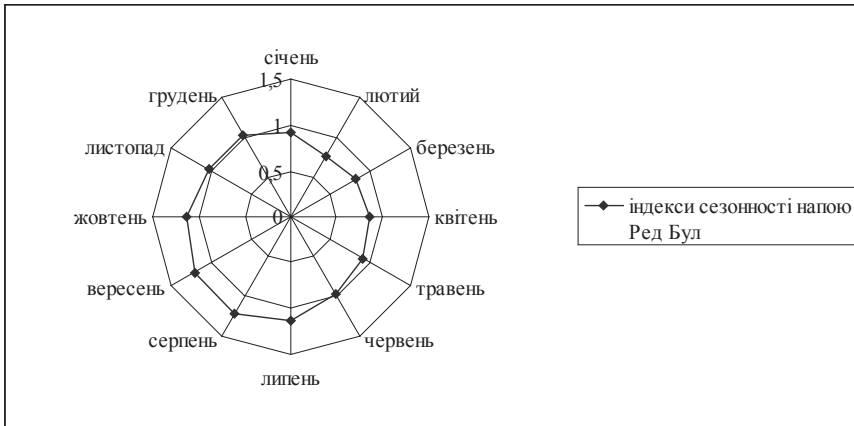 січень
1,5
грудень
лютий
1
листопад
березень
0,5
жовтень
0
квітень
індекси сезонності напою
Ред Бул
вересень
травень
серпень
червень
липень